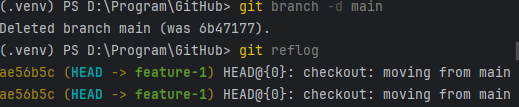 (.venv) PS D:\Program\GitHub> git branch -d main
Deleted branch main (was 6b47177).
(.venv) PS D:\Program\GitHub> git reflog
ae56b5c (HEAD -> feature-1) HEAD@{0}: checkout: moving from main
ae56b5c (HEAD -> feature-1) HEAD@{1}: checkout: moving from main